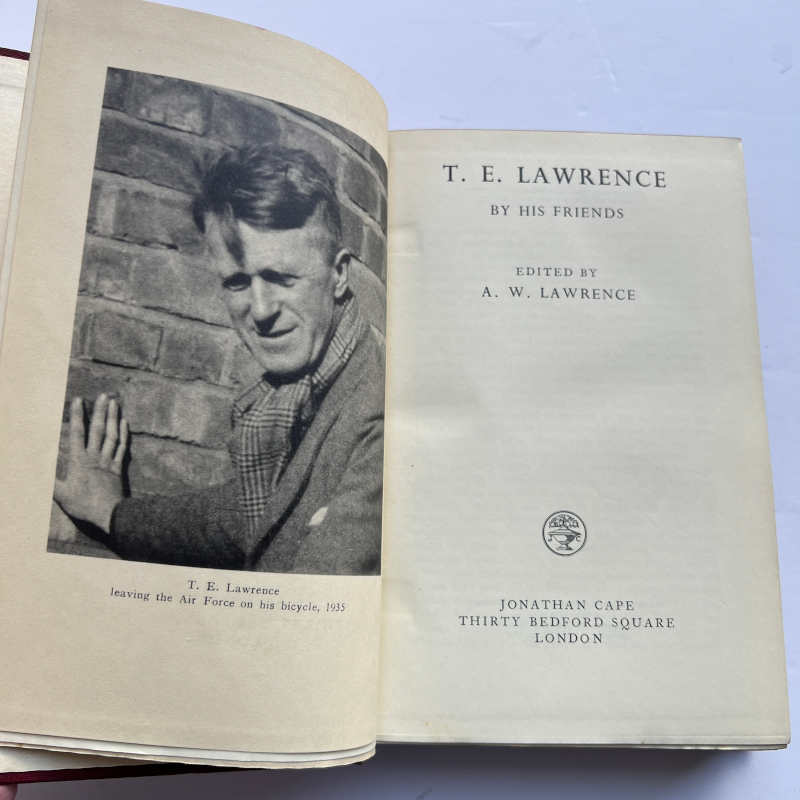 T. E. Lawrence
leaving the Air Force on his bicycle, 1935
T. E. LAWRENCE
BY HIS FRIENDS
EDITED BY
A. W. LAWRENCE
J C
JONATHAN CAPE
THIRTY BEDFORD SQUARE
LONDON